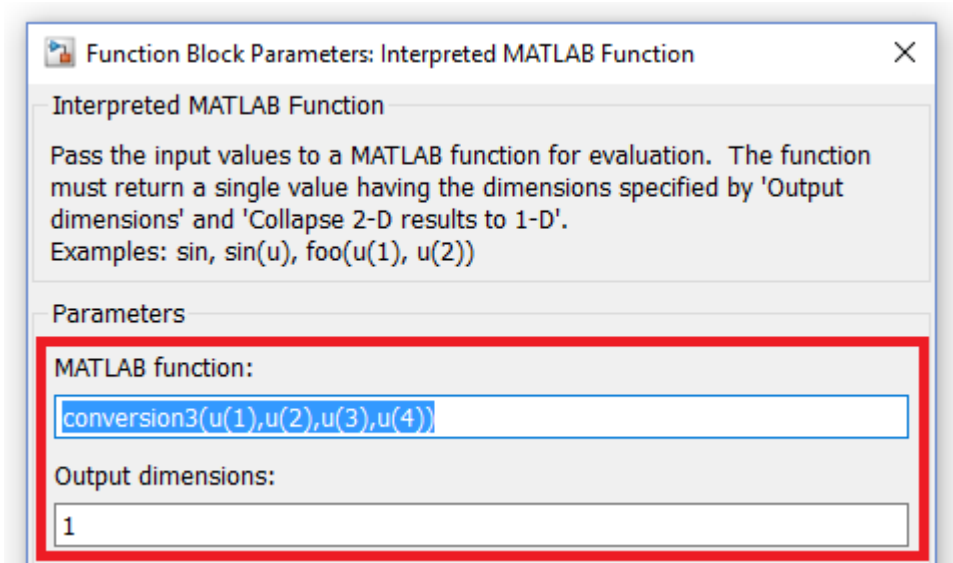 Function Block Parameters: Interpreted MATLAB Function
Interpreted MATLAB Function
Pass the input values to a MATLAB function for evaluation.  The function
must return a single value having the dimensions specified by 'Output
dimensions' and 'Collapse 2-D results to 1-D'.
Examples: sin, sin(u), foo(u(1), u(2))
Parameters
MATLAB function:
conversion3(u(1),u(2),u(3),u(4))
Output dimensions:
1